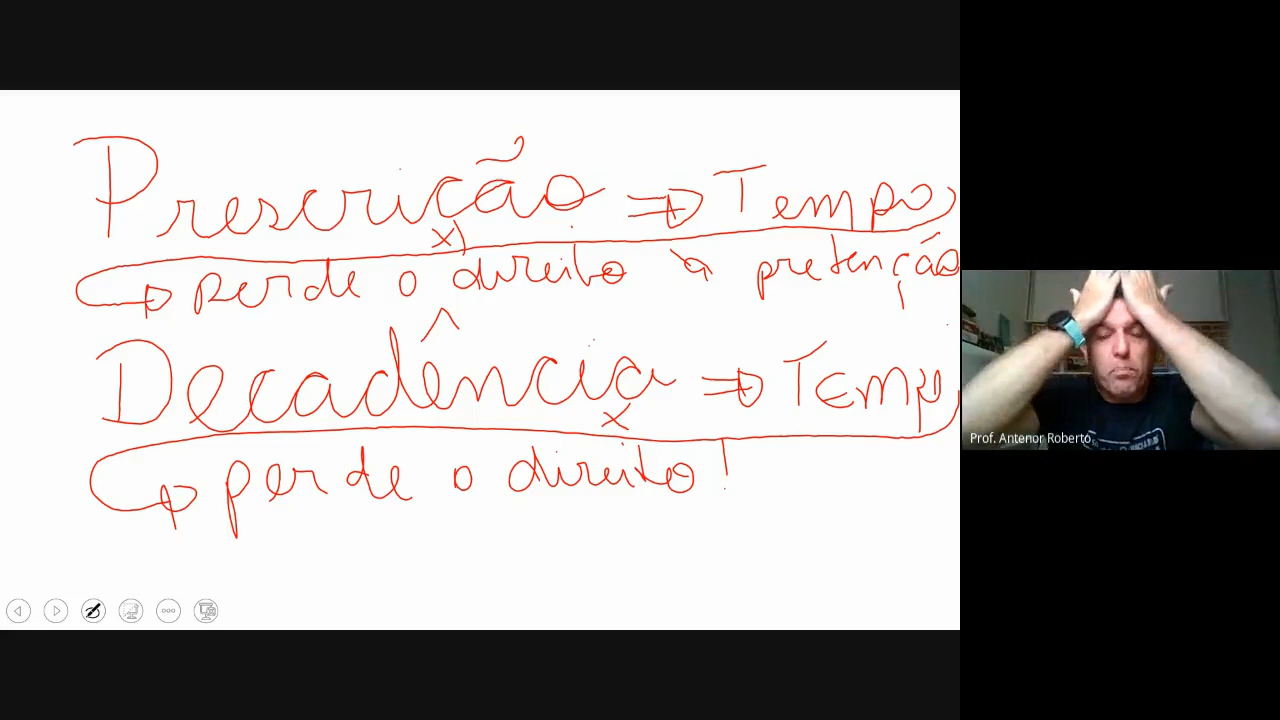 Prescrição ⇒ Tempo
↳ perde o direito à pretenção
Decadência ⇒ Tempo
↳ perde o direito!
Prof. Antenor Roberto